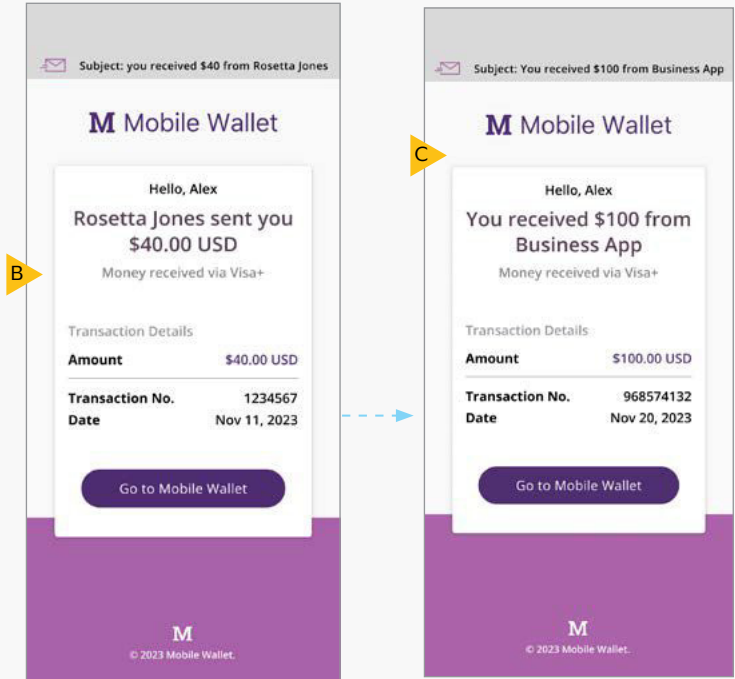 Subject: you received $40 from Rosetta Jones
M Mobile Wallet
Hello, Alex
Rosetta Jones sent you
$40.00 USD
B
Money received via Visa+
Transaction Details
Amount $40.00 USD
Transaction No. 1234567
Date Nov 11, 2023
Go to Mobile Wallet
M
© 2023 Mobile Wallet.
Subject: You received $100 from Business App
M Mobile Wallet
C
Hello, Alex
You received $100 from
Business App
Money received via Visa+
Transaction Details
Amount $100.00 USD
Transaction No. 968574132
Date Nov 20, 2023
Go to Mobile Wallet
M
© 2023 Mobile Wallet.